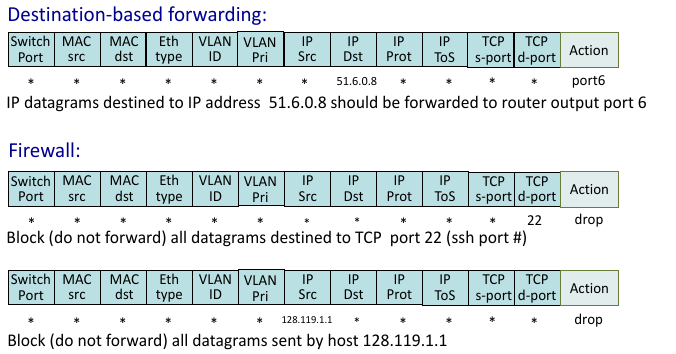 Destination-based forwarding:
Switch Port MAC src MAC dst Eth type VLAN ID VLAN Pri IP Src IP Dst IP Prot IP ToS TCP s-port TCP d-port Action
* * * * * * * 51.6.0.8 * * * * port6
IP datagrams destined to IP address 51.6.0.8 should be forwarded to router output port 6
Firewall:
Switch Port MAC src MAC dst Eth type VLAN ID VLAN Pri IP Src IP Dst IP Prot IP ToS TCP s-port TCP d-port Action
* * * * * * * * * * * 22 drop
Block (do not forward) all datagrams destined to TCP port 22 (ssh port #)
Switch Port MAC src MAC dst Eth type VLAN ID VLAN Pri IP Src IP Dst IP Prot IP ToS TCP s-port TCP d-port Action
* * * * * * 128.119.1.1 * * * * * drop
Block (do not forward) all datagrams sent by host 128.119.1.1